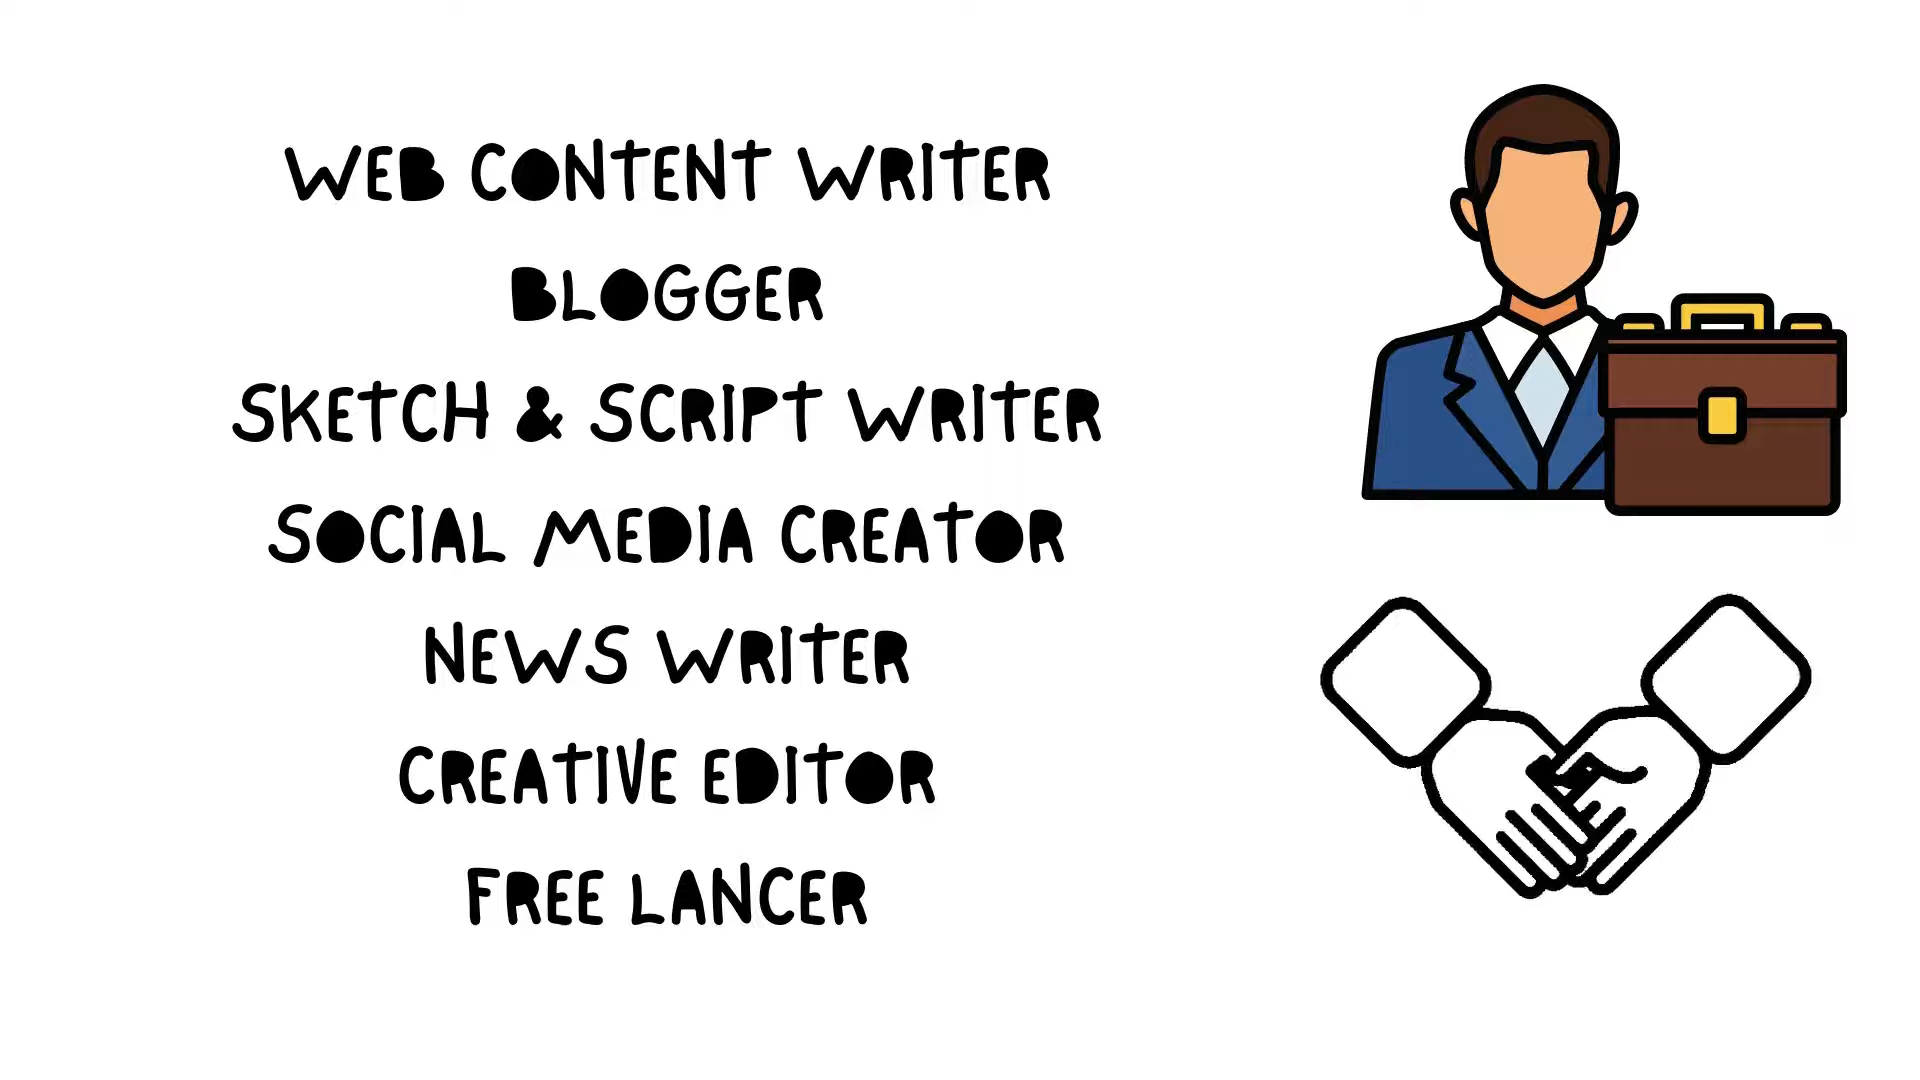 WEB CONTENT WRITER
BLOGGER
SKETCH & SCRIPT WRITER
SOCIAL MEDIA CREATOR
NEWS WRITER
CREATIVE EDITOR
FREE LANCER